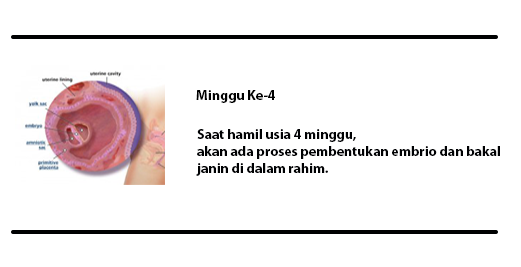 uterine lining
uterine cavity
yolk sac
embryo
amniotic
sac
primitive
placenta
Minggu Ke-4
Saat hamil usia 4 minggu,
akan ada proses pembentukan embrio dan bakal
janin di dalam rahim.